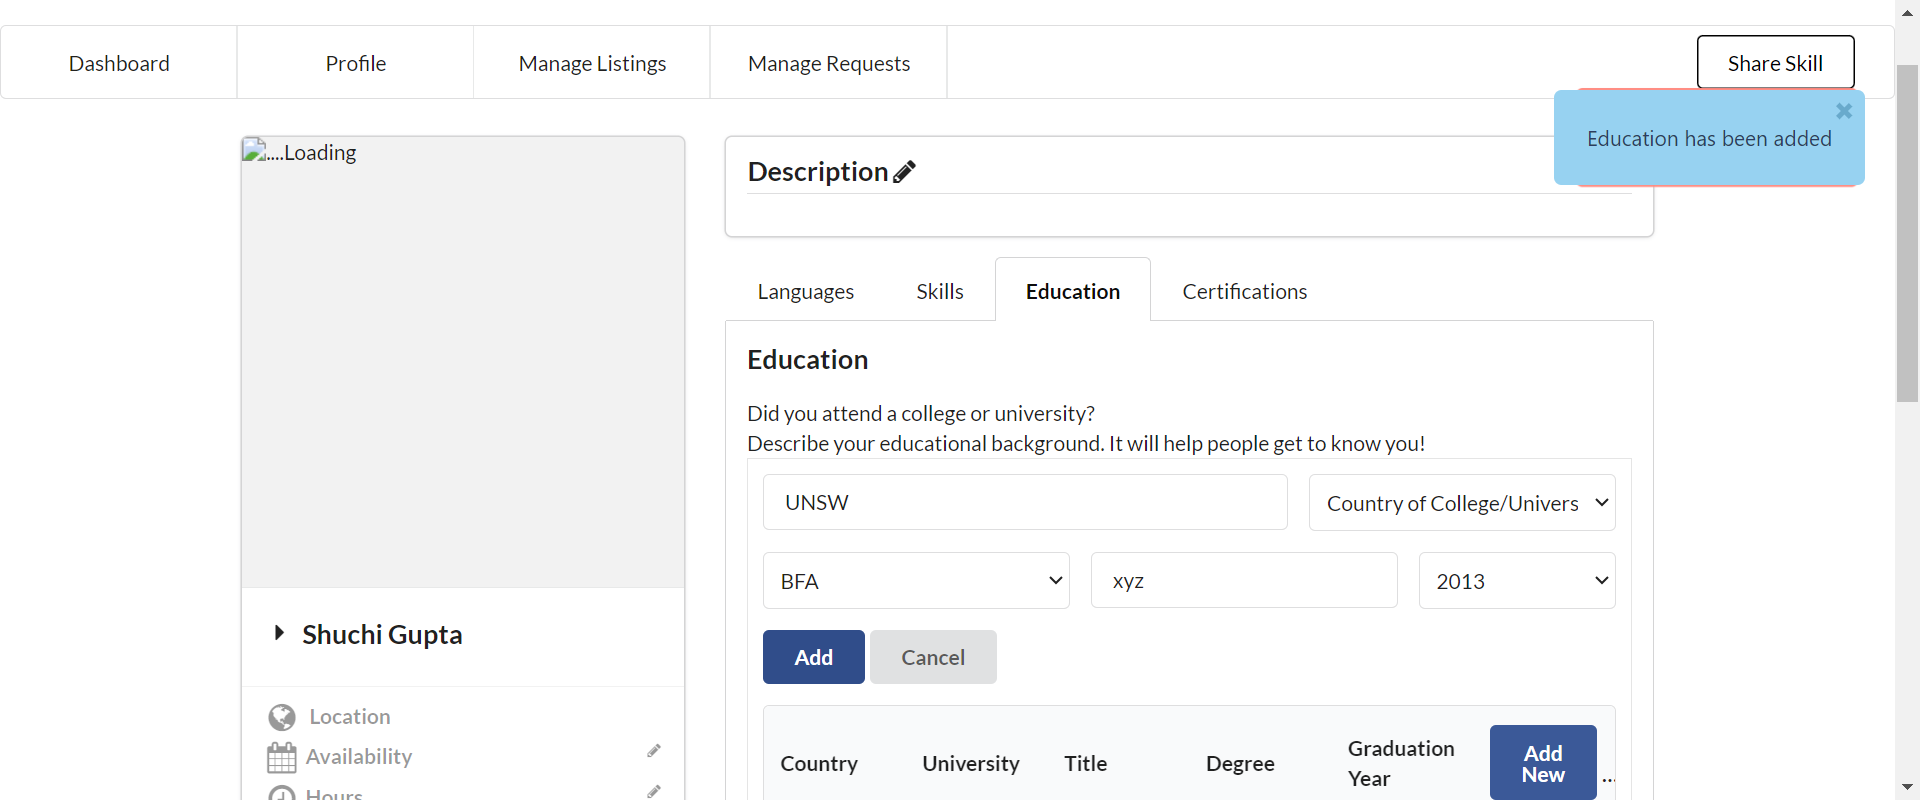 Dashboard
Profile
Manage Listings
Manage Requests
Share Skill
Education has been added
....Loading
Description
Languages
Skills
Education
Certifications
Education
Did you attend a college or university?
Describe your educational background. It will help people get to know you!
UNSW
Country of College/Univers
BFA
xyz
2013
Add
Cancel
Shuchi Gupta
Location
Availability
Hours
Country
University
Title
Degree
Graduation
Year
Add
New
...